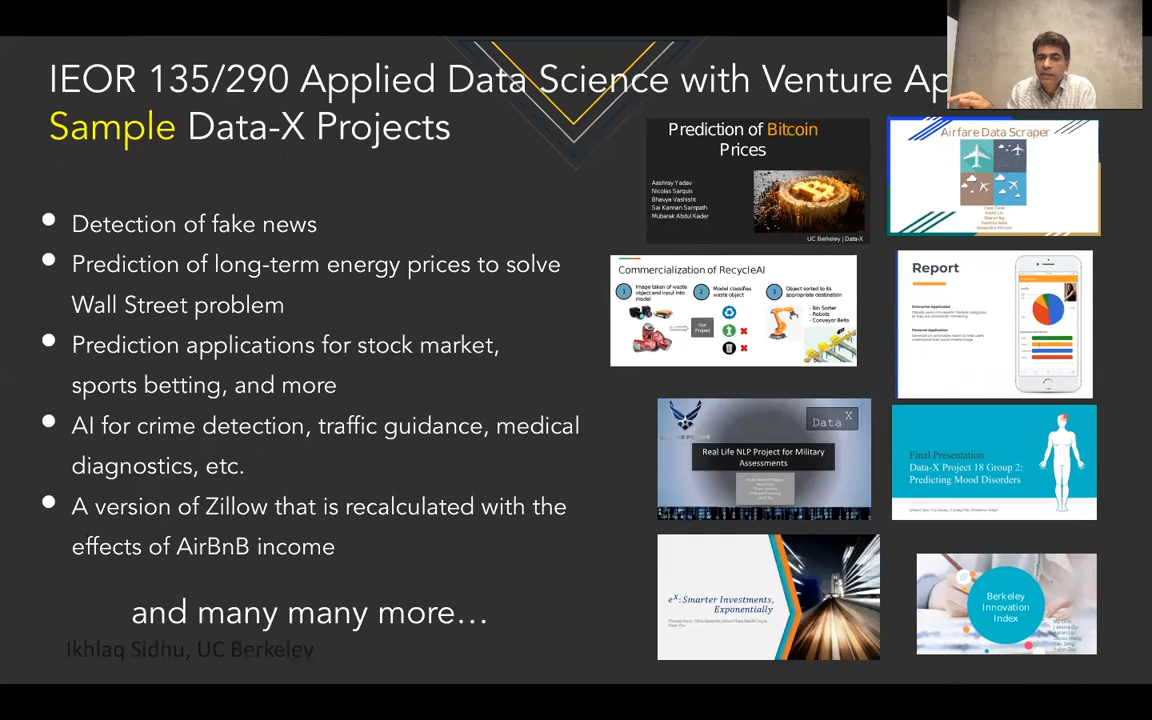 IEOR 135/290 Applied Data Science with Venture Ap
Sample Data-X Projects
Detection of fake news
Prediction of long-term energy prices to solve
Wall Street problem
Prediction applications for stock market,
sports betting, and more
AI for crime detection, traffic guidance, medical
diagnostics, etc.
A version of Zillow that is recalculated with the
effects of AirBnB income
and many many more...
Ikhlaq Sidhu, UC Berkeley
Prediction of Bitcoin
Prices
Aashray Yadav
Nicolas Sarquis
Bhavya Vashisht
Sai Kannan Sampath
Mubarak Abdul Kader
UC Berkeley | Data-X
Airfare Data Scraper
Commercialization of RecycleAI
1 Image taken of waste
object and input into
model
2 Model classifies
waste object
3 Object sorted to its
appropriate destination
Our
Project
- Bin Sorter
- Robots
- Conveyor Belts
Report
Enterprise Application
Personal Application
Data X
Real Life NLP Project for Military
Assessments
Final Presentation
Data-X Project 18 Group 2:
Predicting Mood Disorders
eˣ: Smarter Investments,
Exponentially
Berkeley
Innovation
Index